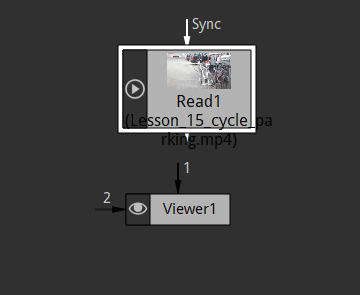 Sync
Read1
(Lesson_15_cycle_pa
rking.mp4)
1
2
Viewer1